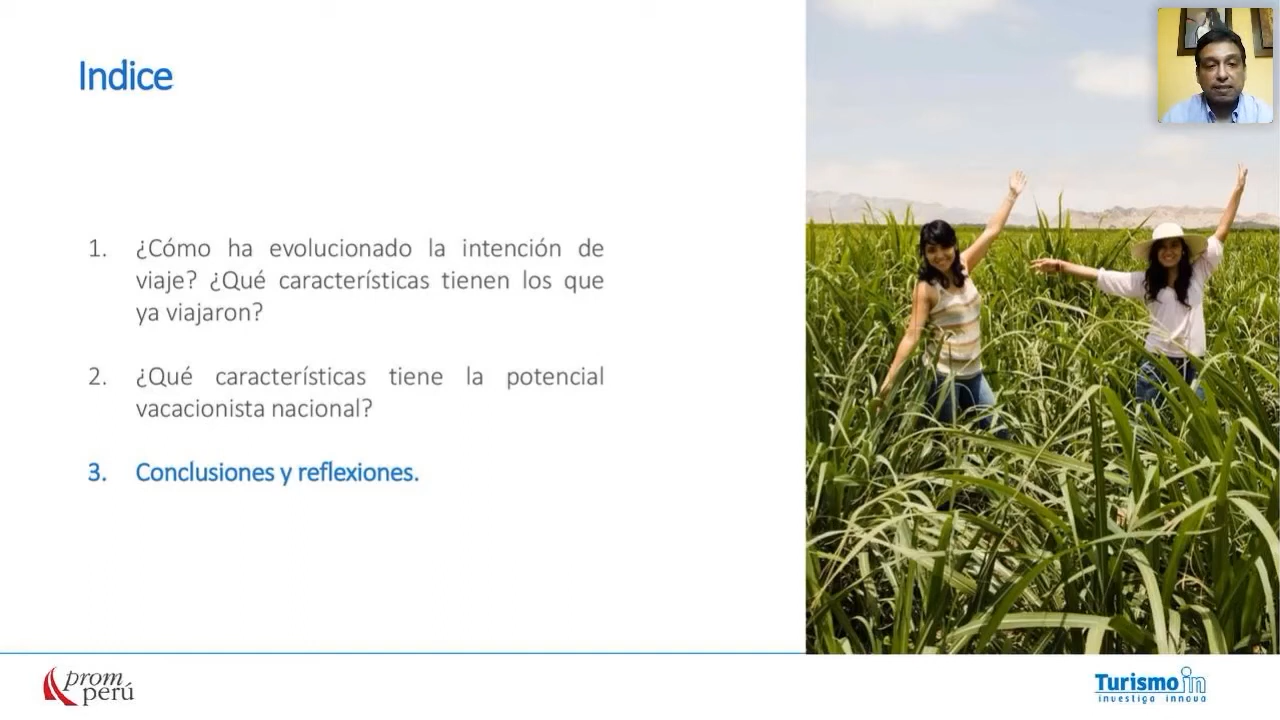 Indice
1. ¿Cómo ha evolucionado la intención de
viaje? ¿Qué características tienen los que
ya viajaron?
2. ¿Qué características tiene la potencial
vacacionista nacional?
3. Conclusiones y reflexiones.
prom
perú
Turismo in
investiga innova